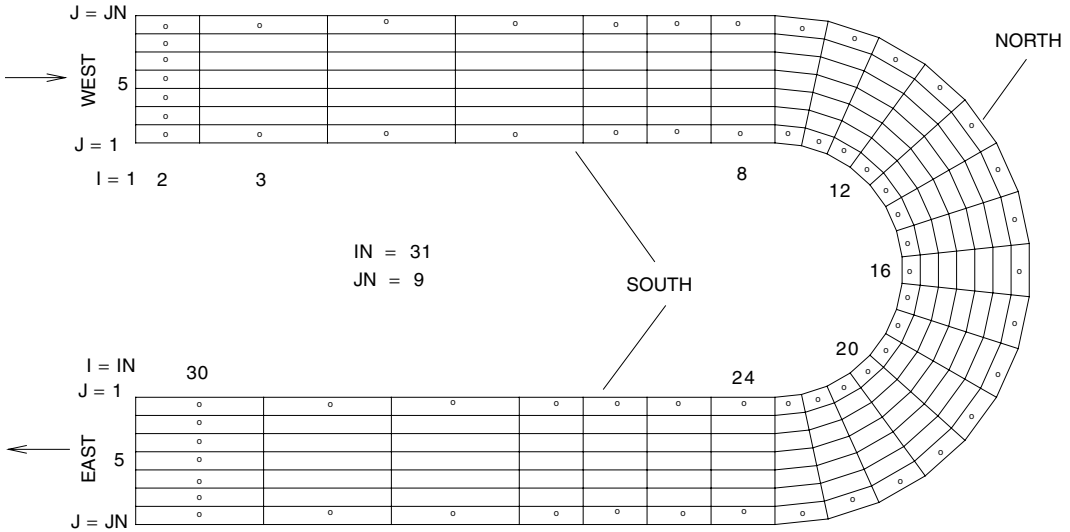 J = JN
NORTH
WEST
5
J = 1
I = 1 2 3 8
12
IN = 31
JN = 9
16
SOUTH
20
I = IN 30 24
J = 1
EAST
5
J = JN